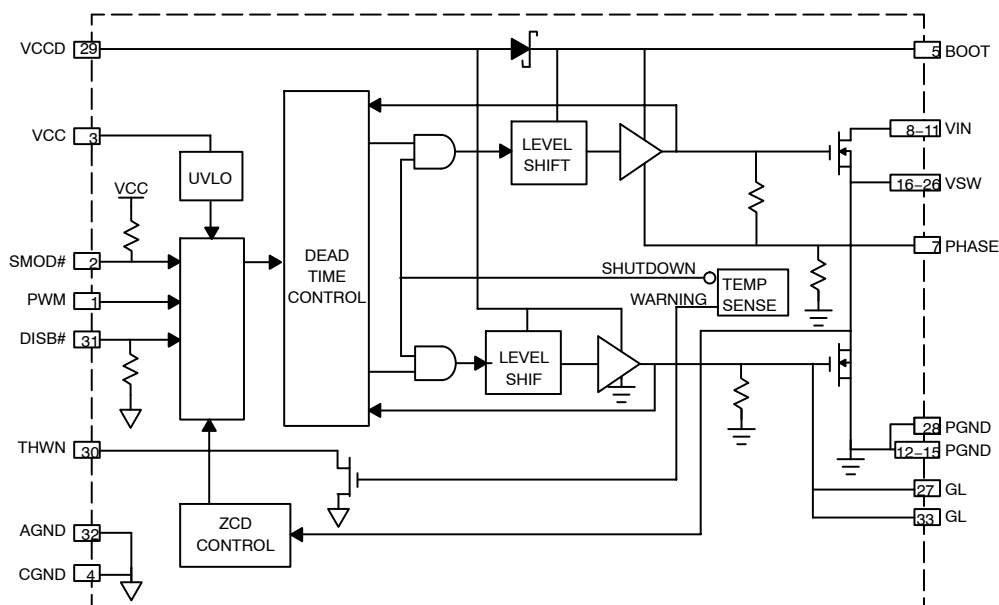 VCCD 29
5 BOOT
VCC 3
8–11 VIN
LEVEL
SHIFT
UVLO
VCC
16–26 VSW
SMOD# 2
7 PHASE
DEAD
TIME
CONTROL
SHUTDOWN
TEMP
SENSE
WARNING
PWM 1
DISB# 31
LEVEL
SHIF
28 PGND
THWN 30
12–15 PGND
27 GL
ZCD
CONTROL
33 GL
AGND 32
CGND 4